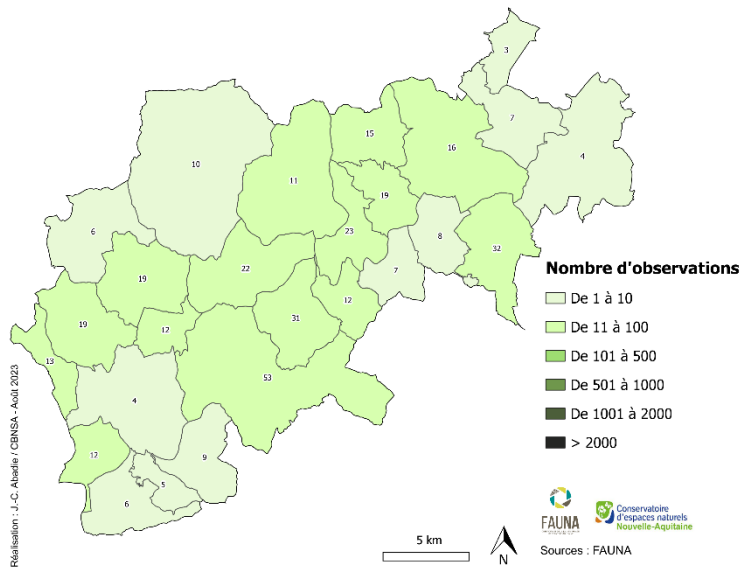 3
7
4
15
16
10
11
19
23
8
32
6
19
22
7
12
19
12
31
13
53
4
12
9
5
6
Nombre d'observations
De 1 à 10
De 11 à 100
De 101 à 500
De 501 à 1000
De 1001 à 2000
> 2000
Réalisation : J.-C. Abadie / CBNSA - Août 2023
5 km
N
FAUNA
Conservatoire
d'espaces naturels
Nouvelle-Aquitaine
Sources : FAUNA